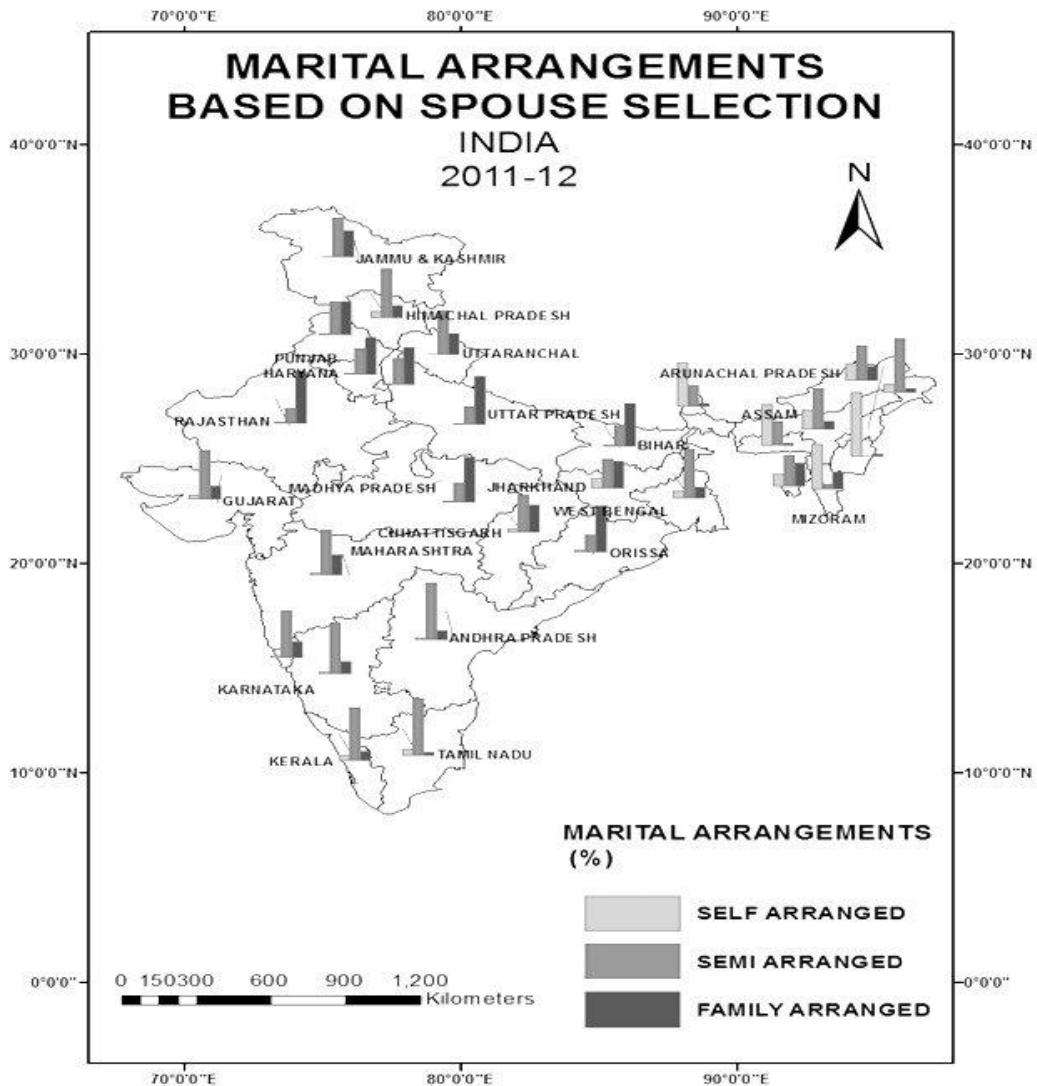 70°0'0"E 80°0'0"E 90°0'0"E
MARITAL ARRANGEMENTS
BASED ON SPOUSE SELECTION
INDIA
2011-12
40°0'0"N 40°0'0"N
N
JAMMU & KASHMIR
HIMACHAL PRADESH
UTTARANCHAL
30°0'0"N 30°0'0"N
PUNJAB
HARYANA
ARUNACHAL PRADESH
RAJASTHAN
UTTAR PRADESH
ASSAM
BIHAR
GUJARAT
MADHYA PRADESH
JHARKHAND
WEST BENGAL
MIZORAM
CHHATTISGARH
MAHARASHTRA
ORISSA
20°0'0"N 20°0'0"N
ANDHRA PRADESH
KARNATAKA
KERALA
TAMIL NADU
10°0'0"N 10°0'0"N
MARITAL ARRANGEMENTS
(%)
SELF ARRANGED
SEMI ARRANGED
FAMILY ARRANGED
0°0'0" 0°0'0"
0 150300 600 900 1,200
Kilometers
70°0'0"E 80°0'0"E 90°0'0"E